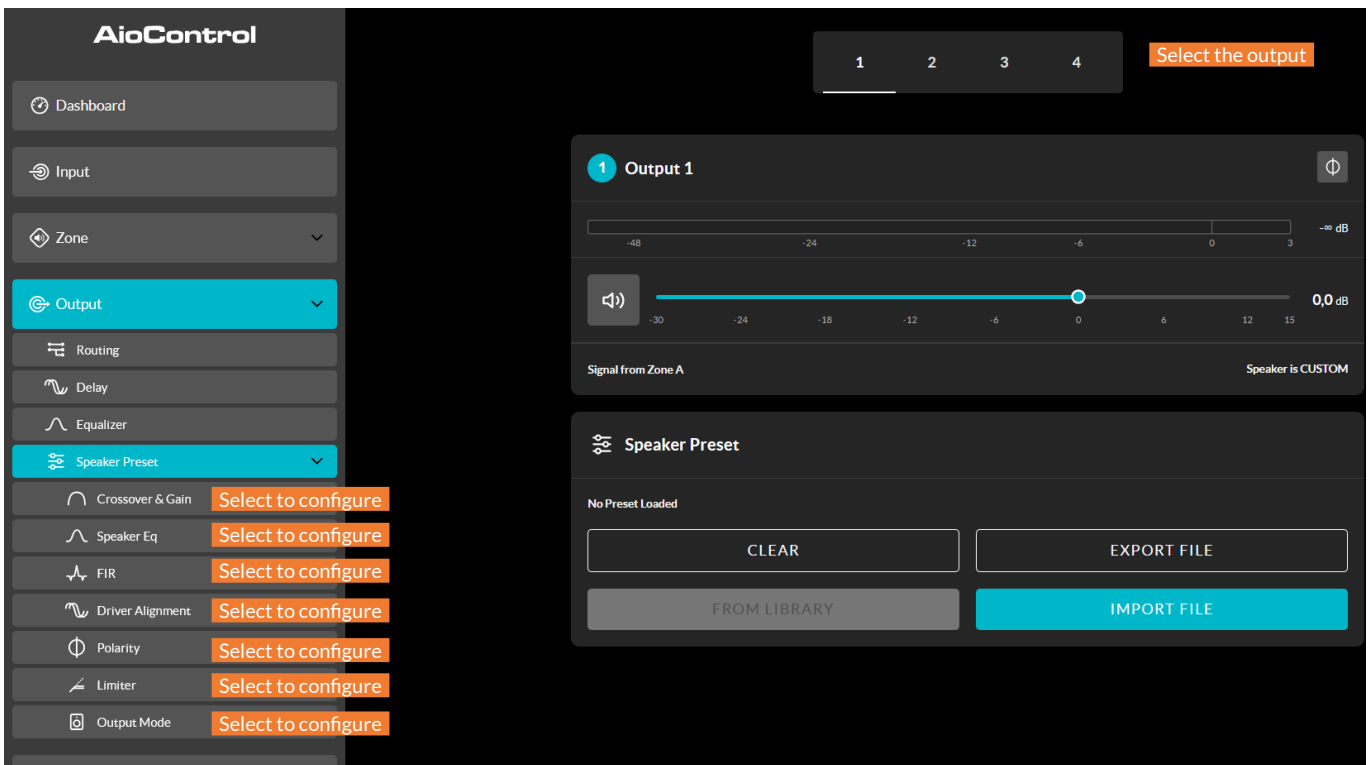 AioControl
Dashboard
Input
Zone
Output
Routing
Delay
Equalizer
Speaker Preset
Crossover & Gain Select to configure
Speaker Eq Select to configure
FIR Select to configure
Driver Alignment Select to configure
Polarity Select to configure
Limiter Select to configure
Output Mode Select to configure
1 2 3 4 Select the output
1 Output 1
-∞ dB
-48 -24 -12 -6 0 3
0,0 dB
-30 -24 -18 -12 -6 0 6 12 15
Signal from Zone A Speaker is CUSTOM
Speaker Preset
No Preset Loaded
CLEAR EXPORT FILE
FROM LIBRARY IMPORT FILE